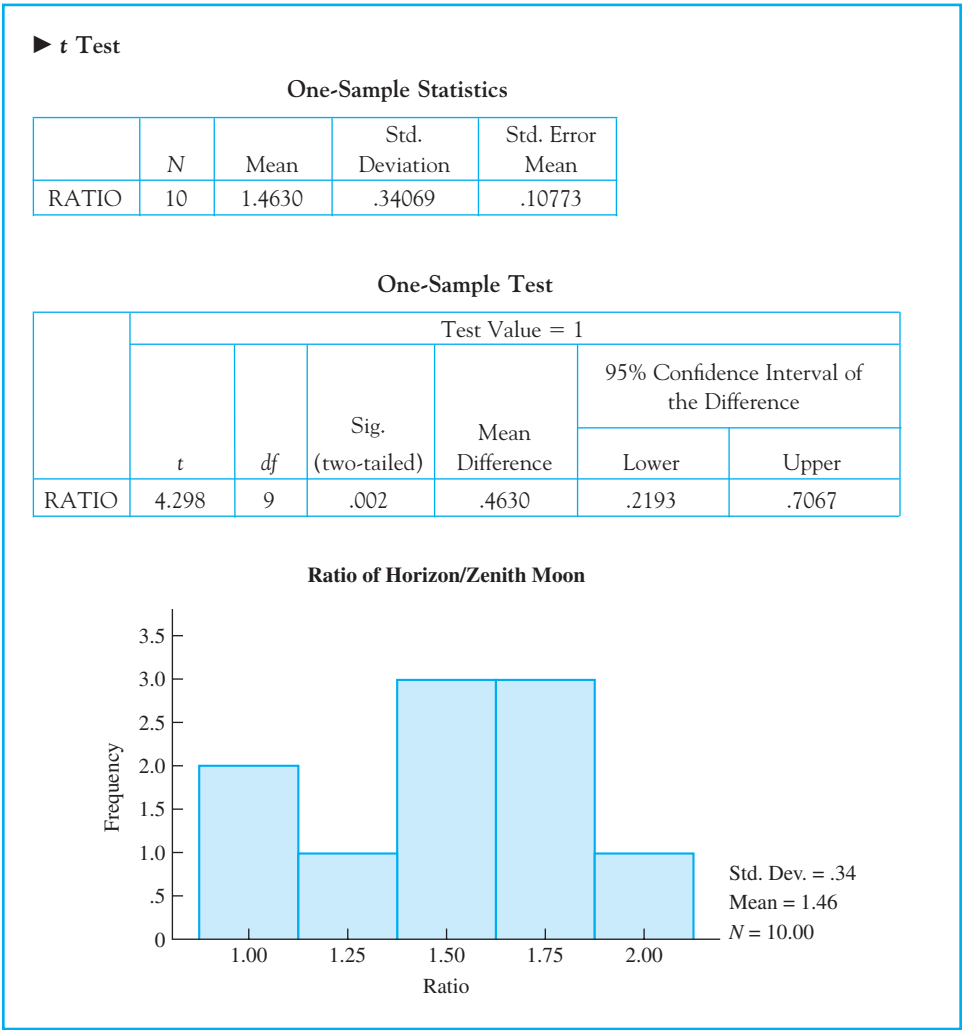 ► t Test
One-Sample Statistics
N Mean Std. Deviation Std. Error Mean
RATIO 10 1.4630 .34069 .10773
One-Sample Test
Test Value = 1
t df Sig. (two-tailed) Mean Difference 95% Confidence Interval of the Difference
Lower Upper
RATIO 4.298 9 .002 .4630 .2193 .7067
Ratio of Horizon/Zenith Moon
Frequency
3.5
3.0
2.5
2.0
1.5
1.0
.5
0
1.00 1.25 1.50 1.75 2.00
Ratio
Std. Dev. = .34
Mean = 1.46
N = 10.00